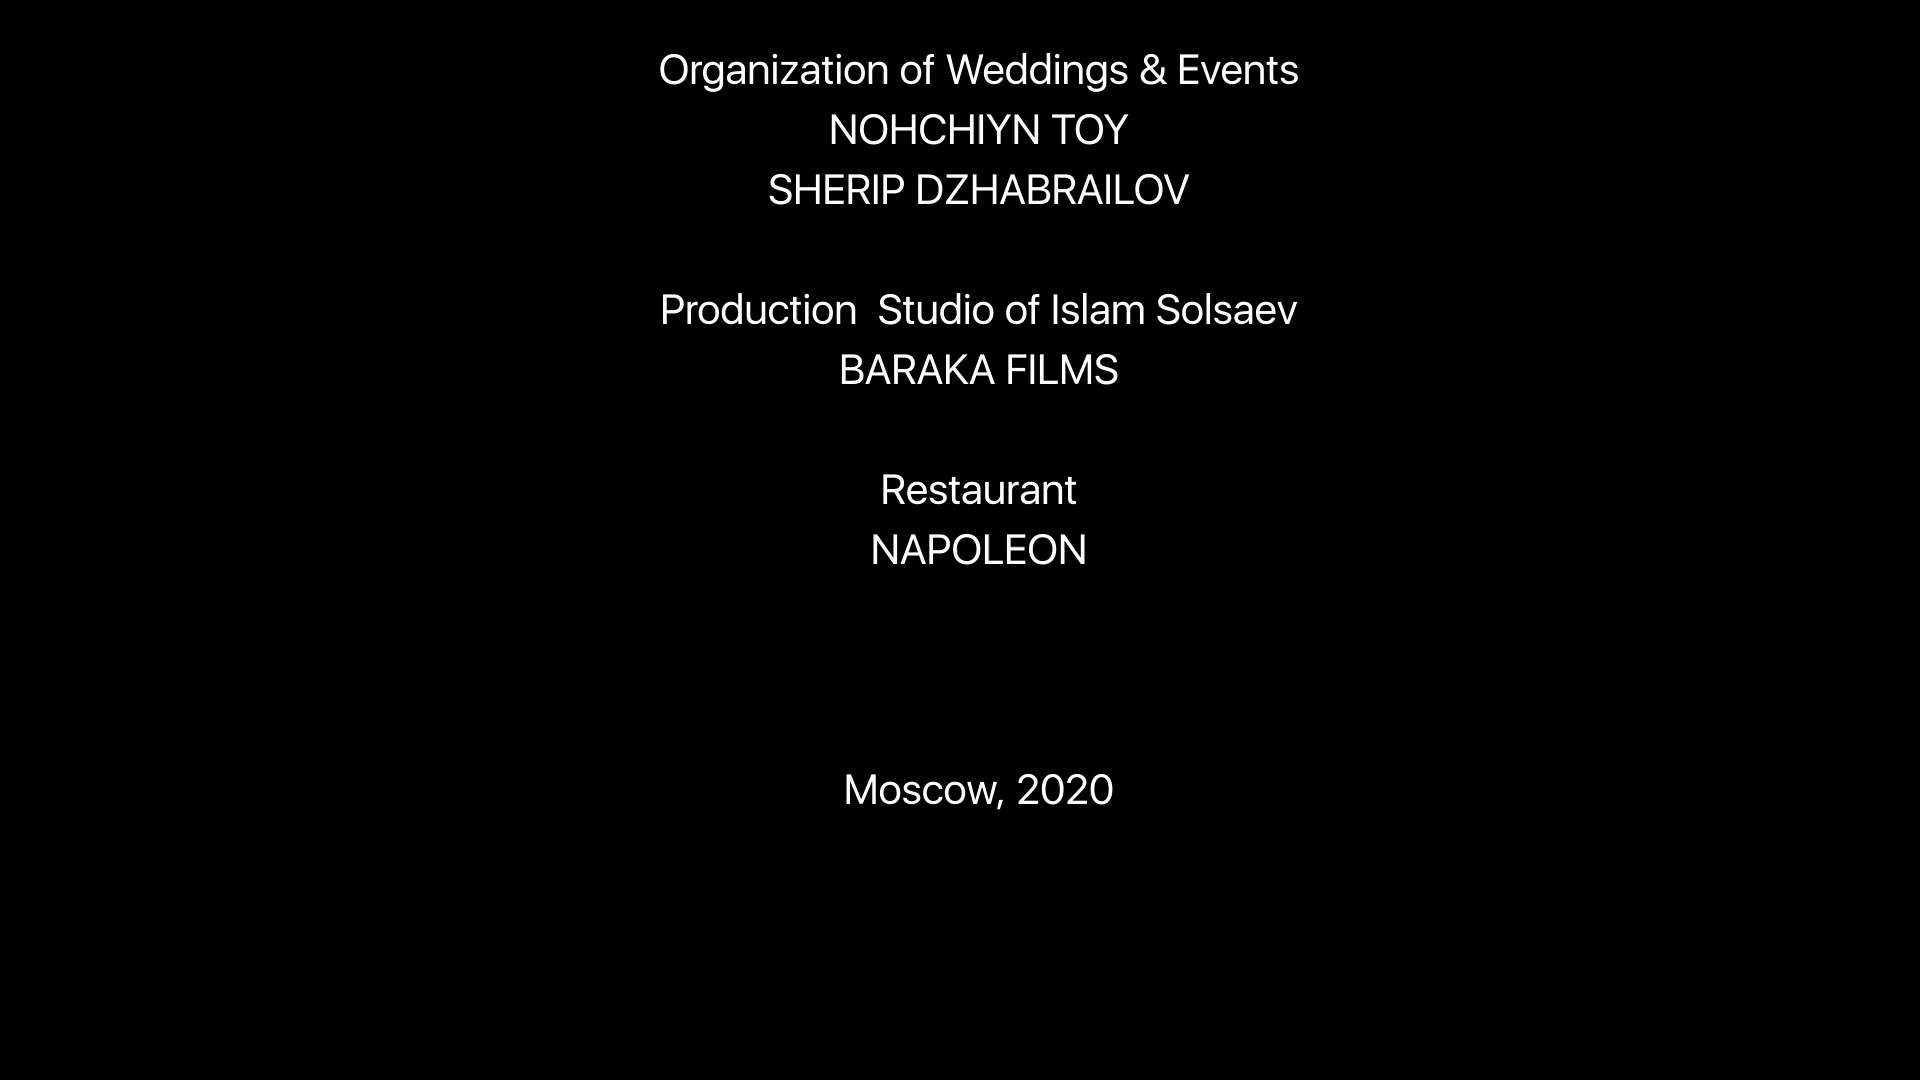 Organization of Weddings & Events
NOHCHIYN TOY
SHERIP DZHABRAILOV
Production  Studio of Islam Solsaev
BARAKA FILMS
Restaurant
NAPOLEON
Moscow, 2020